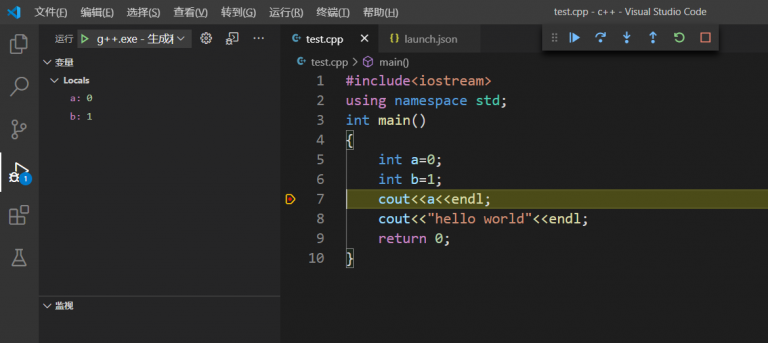 文件(F) 编辑(E) 选择(S) 查看(V) 转到(G) 运行(R) 终端(T) 帮助(H) test.cpp - c++ - Visual Studio Code
运行 g++.exe - 生成
test.cpp launch.json
变量
test.cpp > main()
Locals
a: 0
b: 1
1 #include<iostream>
2 using namespace std;
3 int main()
4 {
5 int a=0;
6 int b=1;
7 cout<<a<<endl;
8 cout<<"hello world"<<endl;
9 return 0;
10 }
1
监视